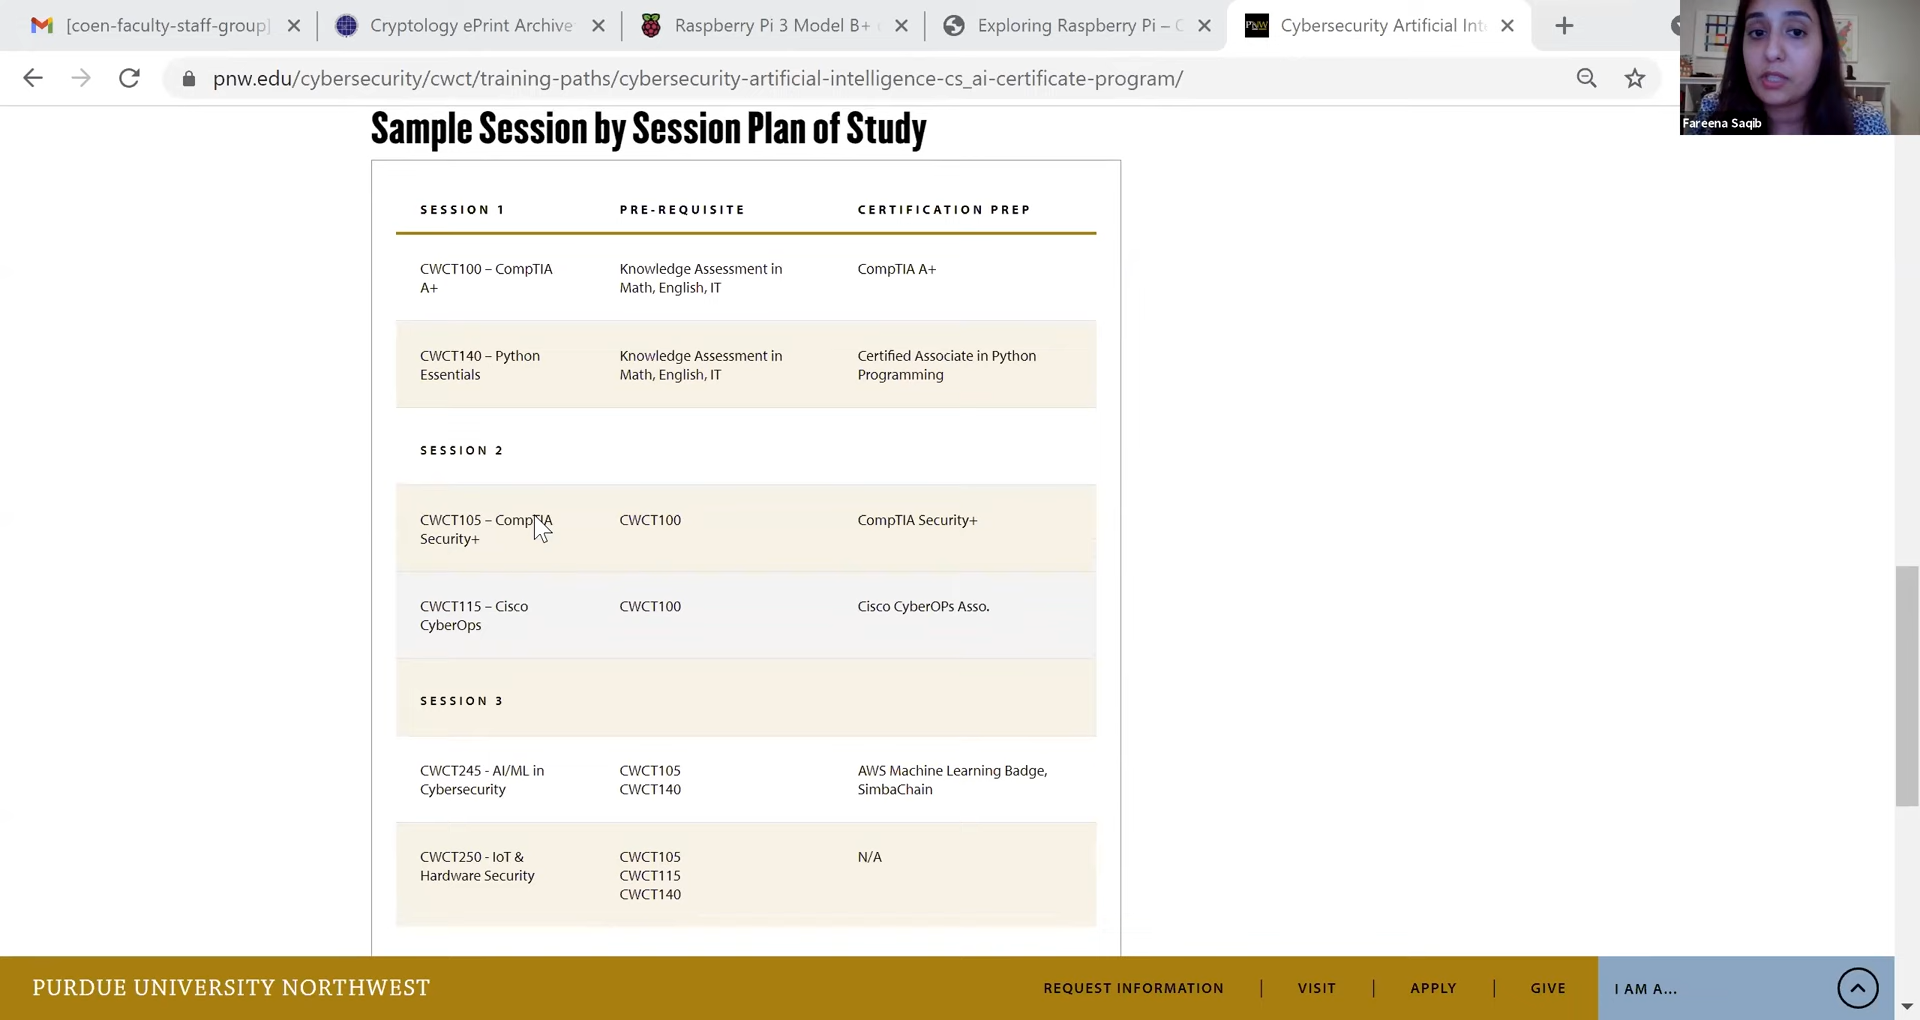 [coen-faculty-staff-group]
Cryptology ePrint Archive
Raspberry Pi 3 Model B+
Exploring Raspberry Pi – C
Cybersecurity Artificial Int
pnw.edu/cybersecurity/cwct/training-paths/cybersecurity-artificial-intelligence-cs_ai-certificate-program/
Fareena Saqib
Sample Session by Session Plan of Study
SESSION 1 PRE-REQUISITE CERTIFICATION PREP
CWCT100 – CompTIA Knowledge Assessment in CompTIA A+
A+ Math, English, IT
CWCT140 – Python Knowledge Assessment in Certified Associate in Python
Essentials Math, English, IT Programming
SESSION 2
CWCT105 – CompTIA CWCT100 CompTIA Security+
Security+
CWCT115 – Cisco CWCT100 Cisco CyberOPs Asso.
CyberOps
SESSION 3
CWCT245 - AI/ML in CWCT105 AWS Machine Learning Badge,
Cybersecurity CWCT140 SimbaChain
CWCT250 - IoT & CWCT105 N/A
Hardware Security CWCT115
CWCT140
PURDUE UNIVERSITY NORTHWEST REQUEST INFORMATION | VISIT | APPLY | GIVE I AM A...